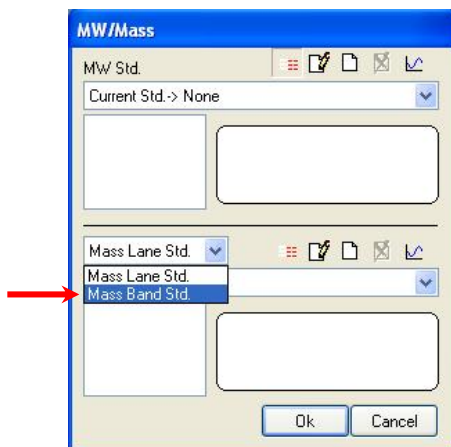 MW/Mass
MW Std.
Current Std.-> None
Mass Lane Std.
Mass Lane Std.
Mass Band Std.
Ok
Cancel